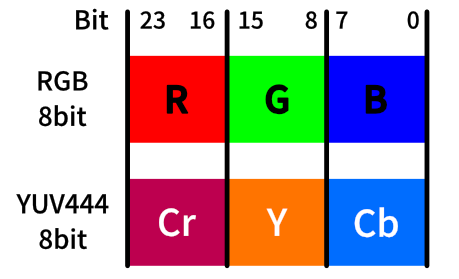 Bit 23 16 15 8 7 0
RGB
8bit
R G B
YUV444
8bit
Cr Y Cb